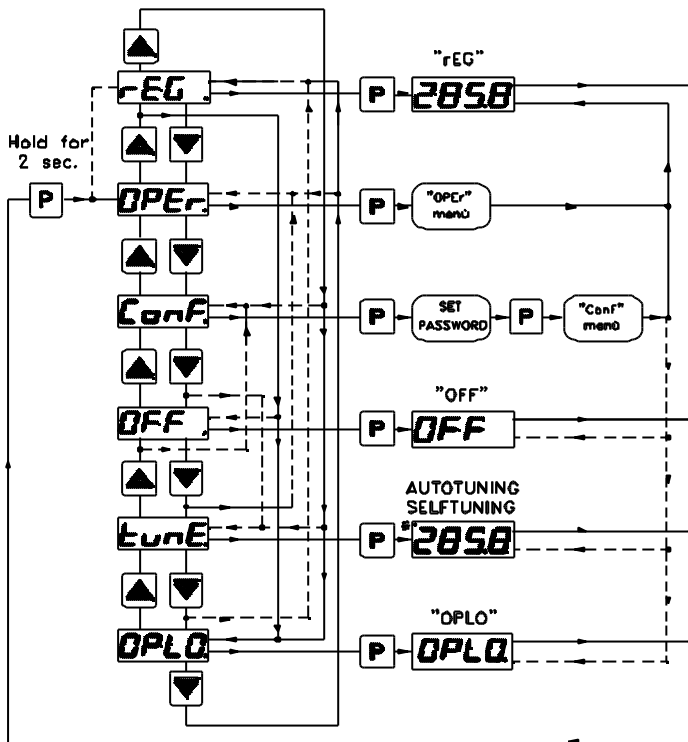 "rEG"
rEG .
P
285.8
Hold for
2 sec.
P
OPEr.
P
"OPEr"
menù
ConF.
P
SET
PASSWORD
P
"ConF"
menù
"OFF"
OFF .
P
OFF
AUTOTUNING
SELFTUNING
tunE.
P
285.8
"OPLO"
OPLO.
P
OPLO.